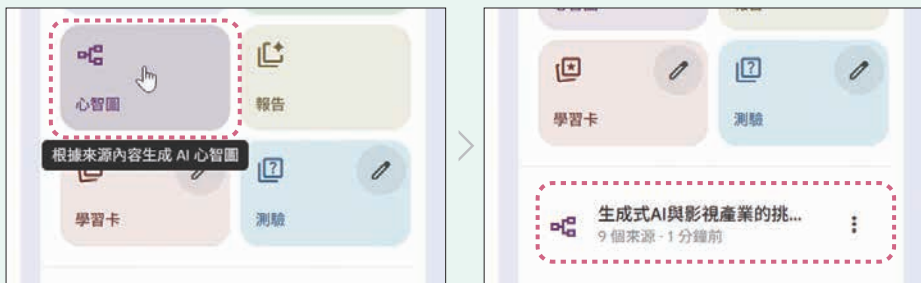 心智圖
報告
根據來源內容生成 AI 心智圖
學習卡
測驗
學習卡
測驗
生成式AI與影視產業的挑...
9 個來源 · 1 分鐘前